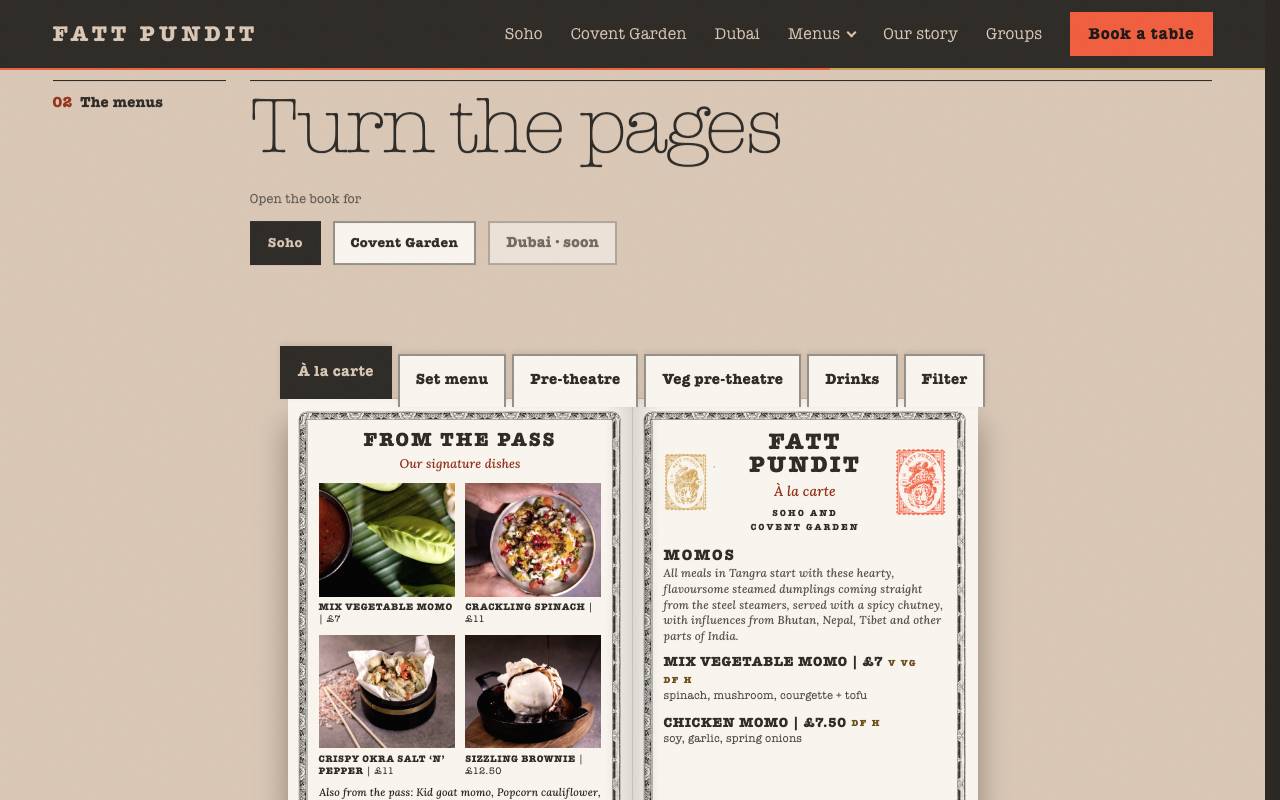 FATT PUNDIT
Soho Covent Garden Dubai Menus Our story Groups Book a table
02 The menus
Turn the pages
Open the book for
Soho Covent Garden Dubai · soon
À la carte Set menu Pre-theatre Veg pre-theatre Drinks Filter
FROM THE PASS
Our signature dishes
MIX VEGETABLE MOMO
| £7
CRACKLING SPINACH |
£11
CRISPY OKRA SALT ‘N’
PEPPER | £11
SIZZLING BROWNIE |
£12.50
Also from the pass: Kid goat momo, Popcorn cauliflower,
FATT
PUNDIT
À la carte
SOHO AND
COVENT GARDEN
MOMOS
All meals in Tangra start with these hearty,
flavoursome steamed dumplings coming straight
from the steel steamers, served with a spicy chutney,
with influences from Bhutan, Nepal, Tibet and other
parts of India.
MIX VEGETABLE MOMO | £7 V VG
DF H
spinach, mushroom, courgette + tofu
CHICKEN MOMO | £7.50 DF H
soy, garlic, spring onions